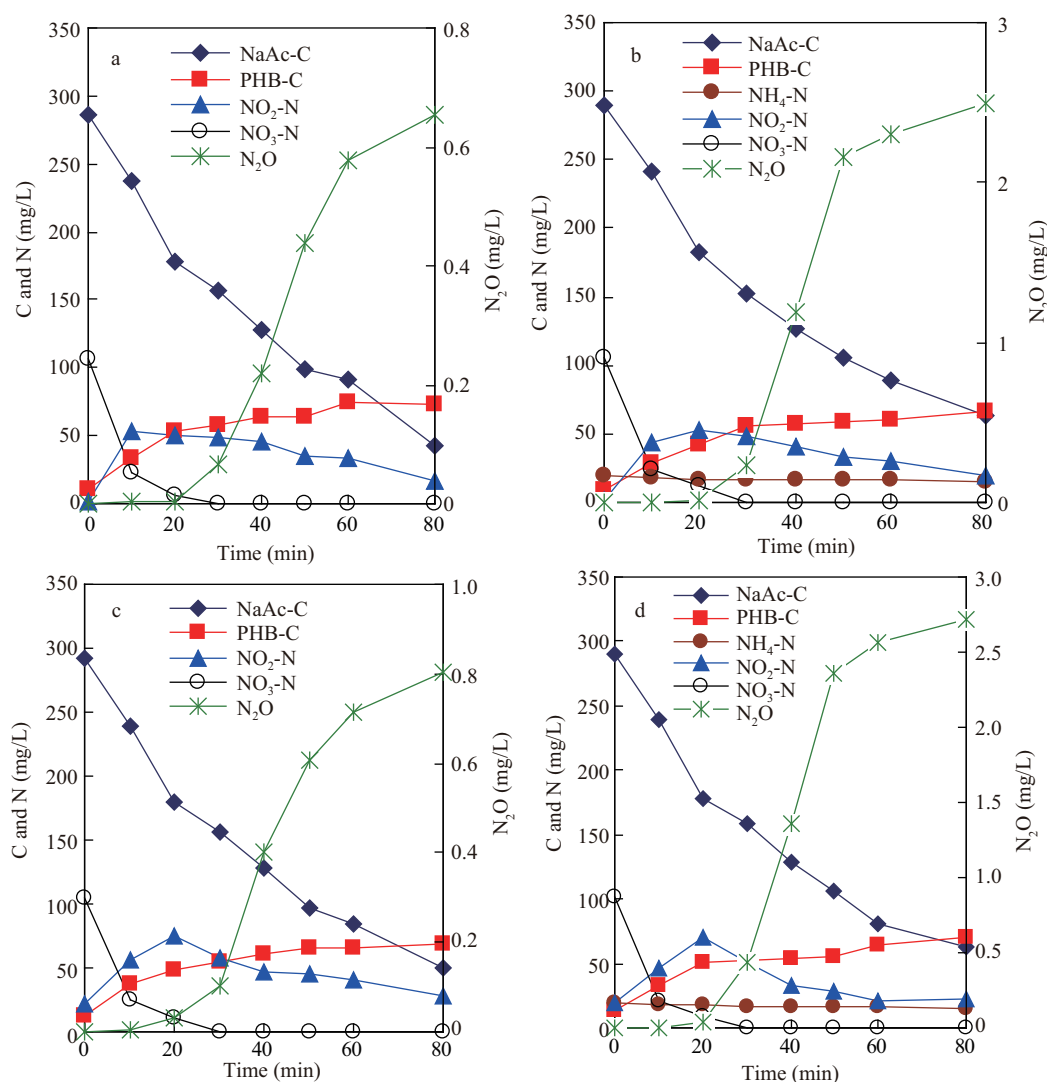 350
300
250
200
150
100
50
0
C and N (mg/L)
a
NaAc-C
PHB-C
NO₂-N
NO₃-N
N₂O
0.8
0.6
0.4
0.2
0
N₂O (mg/L)
0 20 40 60 80
Time (min)
350
300
250
200
150
100
50
0
C and N (mg/L)
b
NaAc-C
PHB-C
NH₄-N
NO₂-N
NO₃-N
N₂O
3
2
1
0
N₂O (mg/L)
0 20 40 60 80
Time (min)
350
300
250
200
150
100
50
0
C and N (mg/L)
c
NaAc-C
PHB-C
NO₂-N
NO₃-N
N₂O
1.0
0.8
0.6
0.4
0.2
0
N₂O (mg/L)
0 20 40 60 80
Time (min)
350
300
250
200
150
100
50
0
C and N (mg/L)
d
NaAc-C
PHB-C
NH₄-N
NO₂-N
NO₃-N
N₂O
3.0
2.5
2.0
1.5
1.0
0.5
0.0
N₂O (mg/L)
0 20 40 60 80
Time (min)